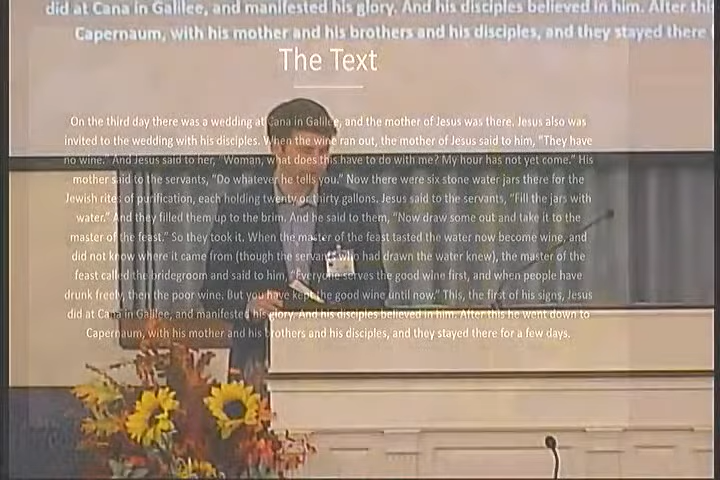 did at Cana in Galilee, and manifested his glory. And his disciples believed in him. After this
Capernaum, with his mother and his brothers and his disciples, and they stayed there
The Text
On the third day there was a wedding at Cana in Galilee, and the mother of Jesus was there. Jesus also was
invited to the wedding with his disciples. When the wine ran out, the mother of Jesus said to him, "They have
no wine." And Jesus said to her, "Woman, what does this have to do with me? My hour has not yet come." His
mother said to the servants, "Do whatever he tells you." Now there were six stone water jars there for the
Jewish rites of purification, each holding twenty or thirty gallons. Jesus said to the servants, "Fill the jars with
water." And they filled them up to the brim. And he said to them, "Now draw some out and take it to the
master of the feast." So they took it. When the master of the feast tasted the water now become wine, and
did not know where it came from (though the servants who had drawn the water knew), the master of the
feast called the bridegroom and said to him, "Everyone serves the good wine first, and when people have
drunk freely, then the poor wine. But you have kept the good wine until now." This, the first of his signs, Jesus
did at Cana in Galilee, and manifested his glory. And his disciples believed in him. After this he went down to
Capernaum, with his mother and his brothers and his disciples, and they stayed there for a few days.